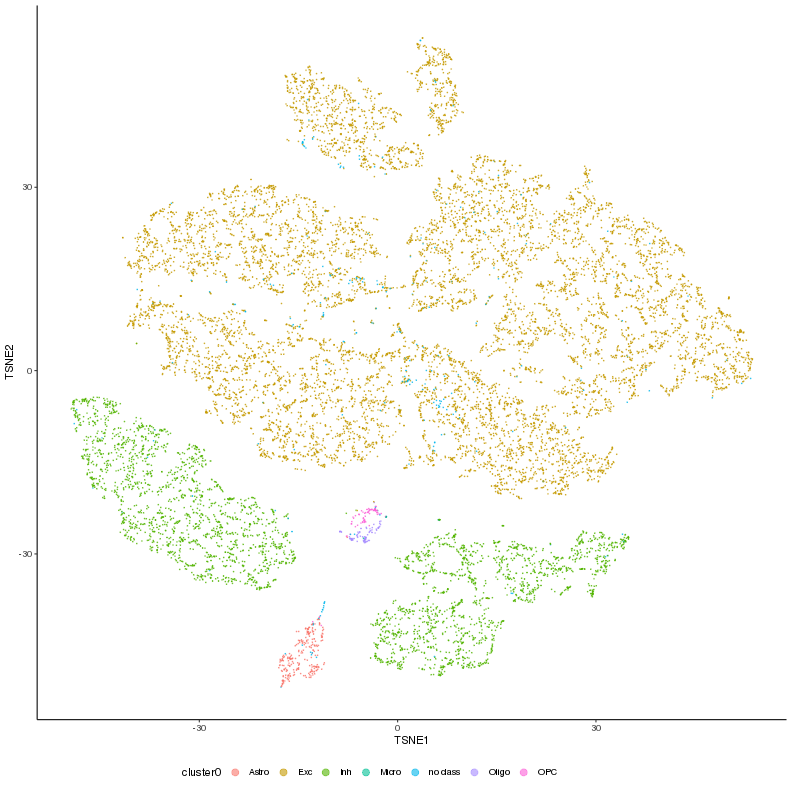 30
0
-30
TSNE2
-30 0 30
TSNE1
cluster0 Astro Exc Inh Micro no class Oligo OPC